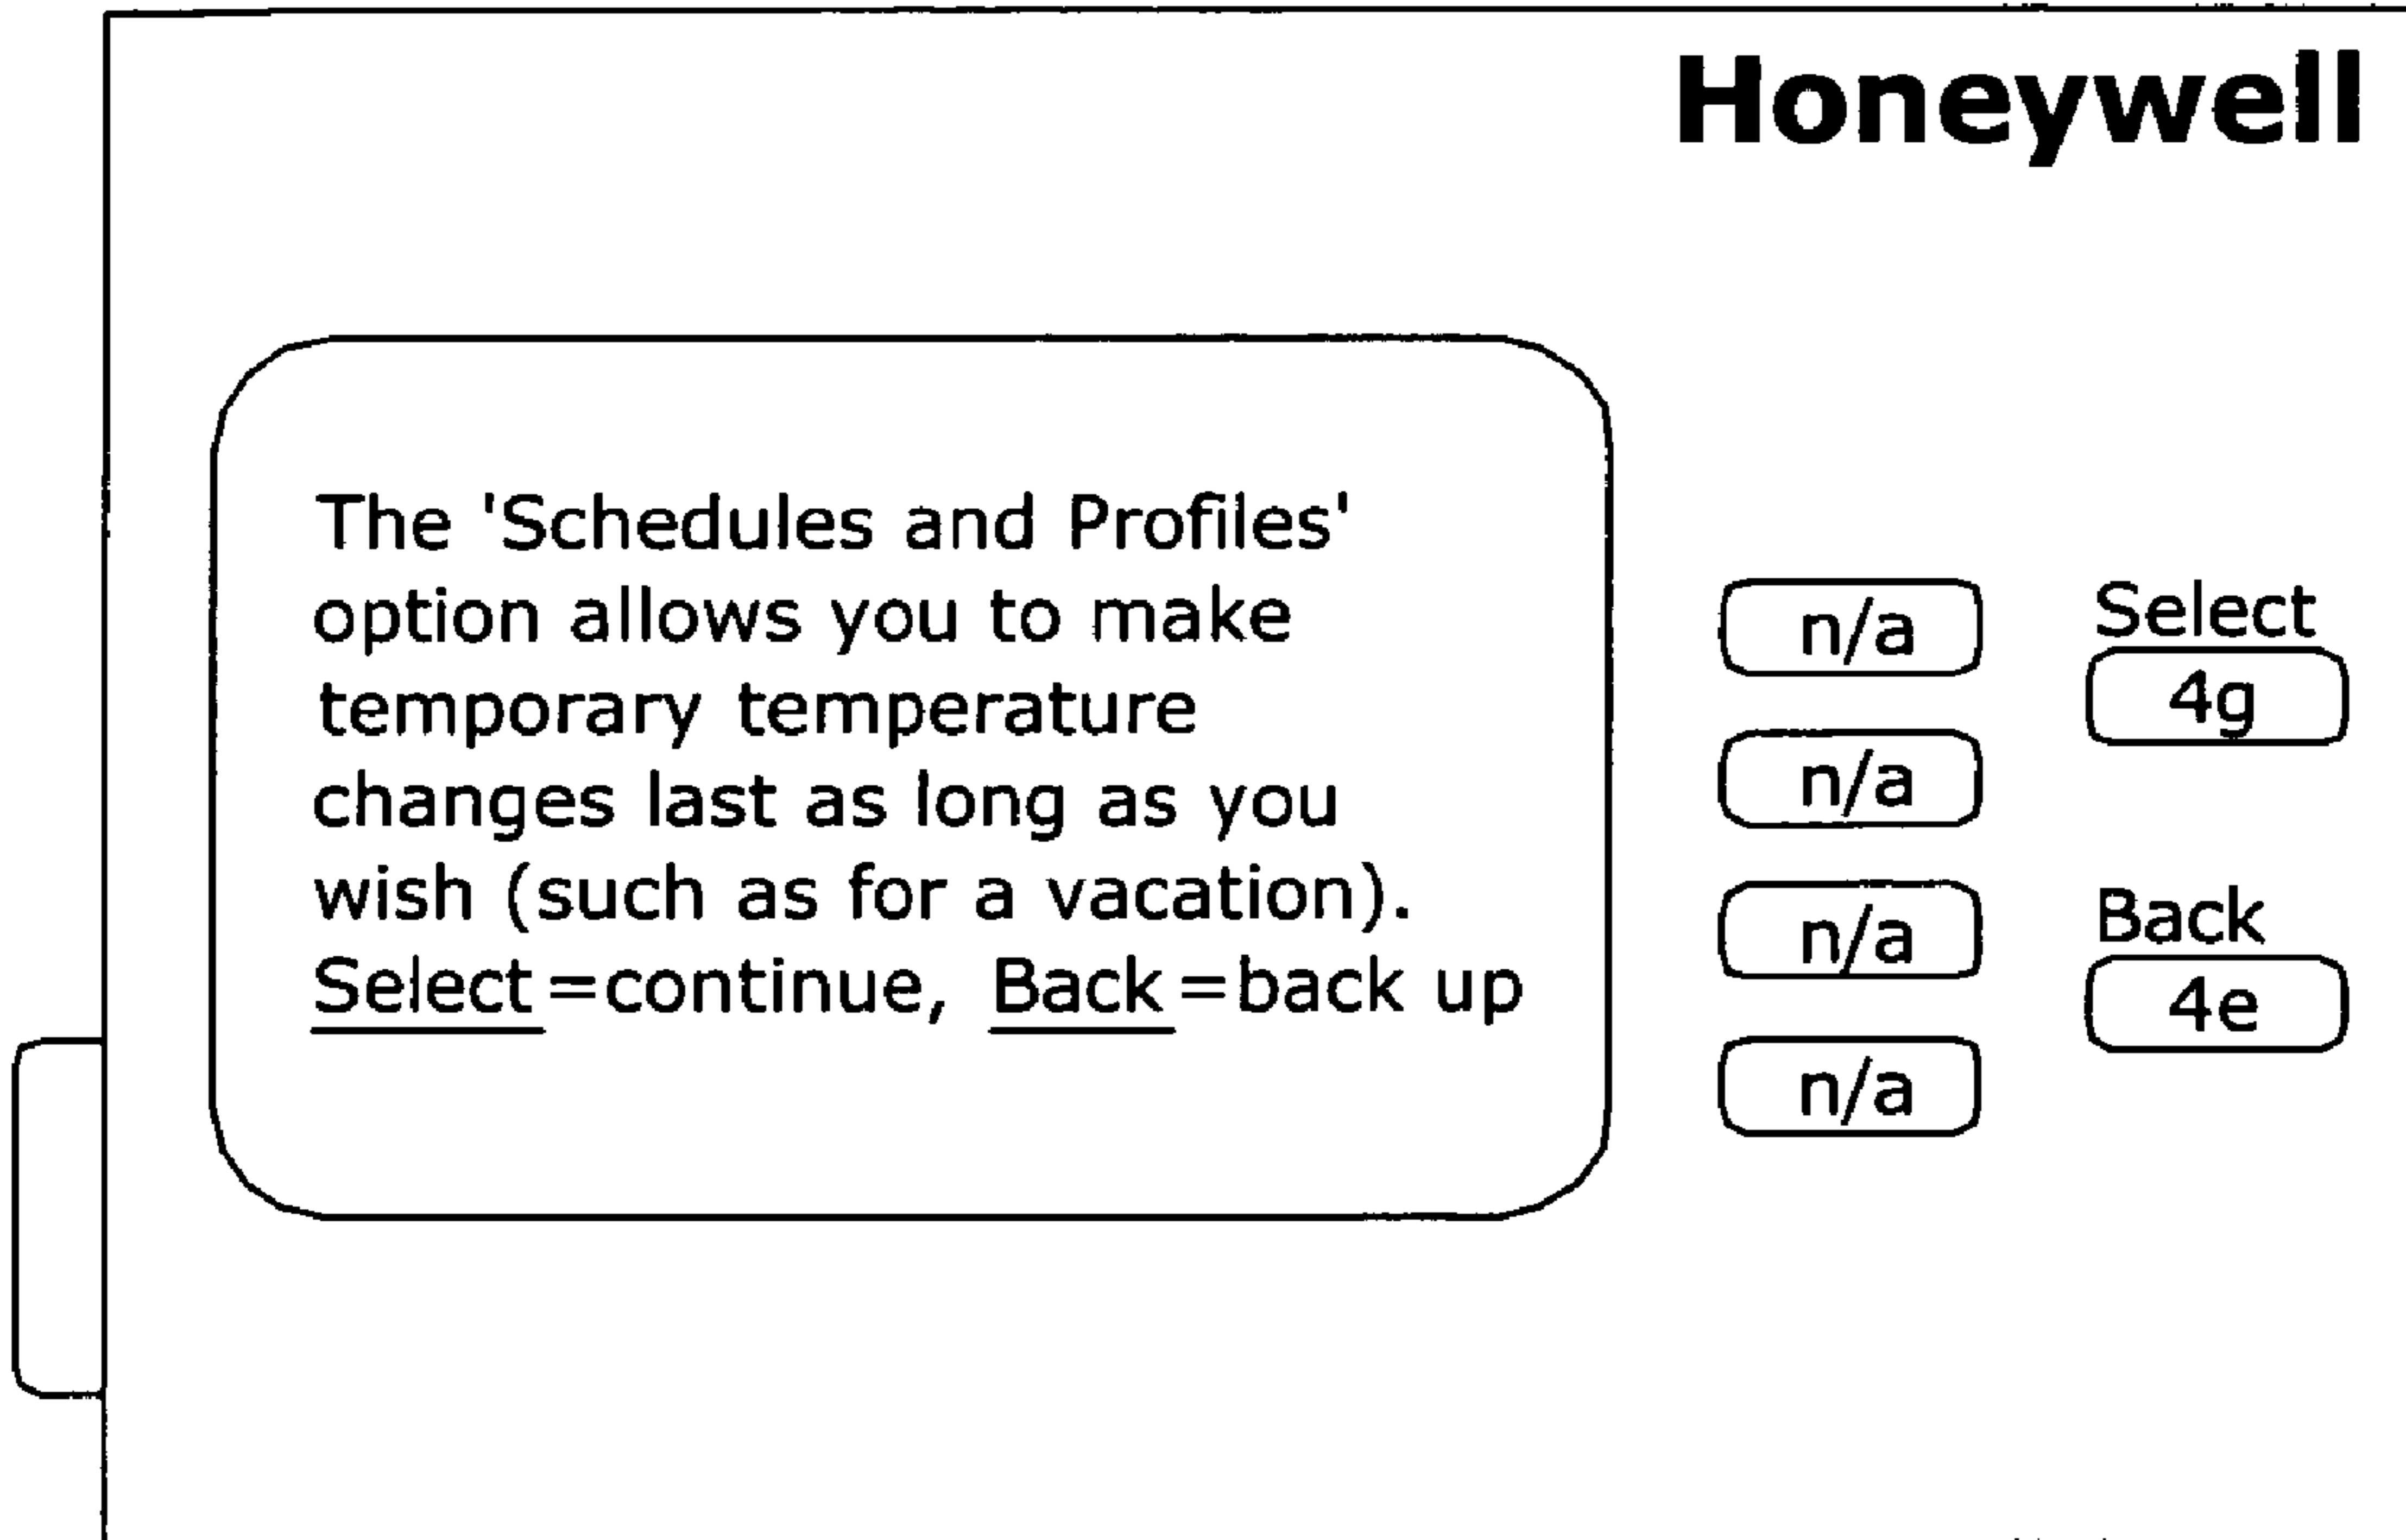 Honeywell
The 'Schedules and Profiles'
option allows you to make
temporary temperature
changes last as long as you
wish (such as for a vacation).
Select=continue, Back=back up
n/a
n/a
n/a
n/a
Select
4g
Back
4e